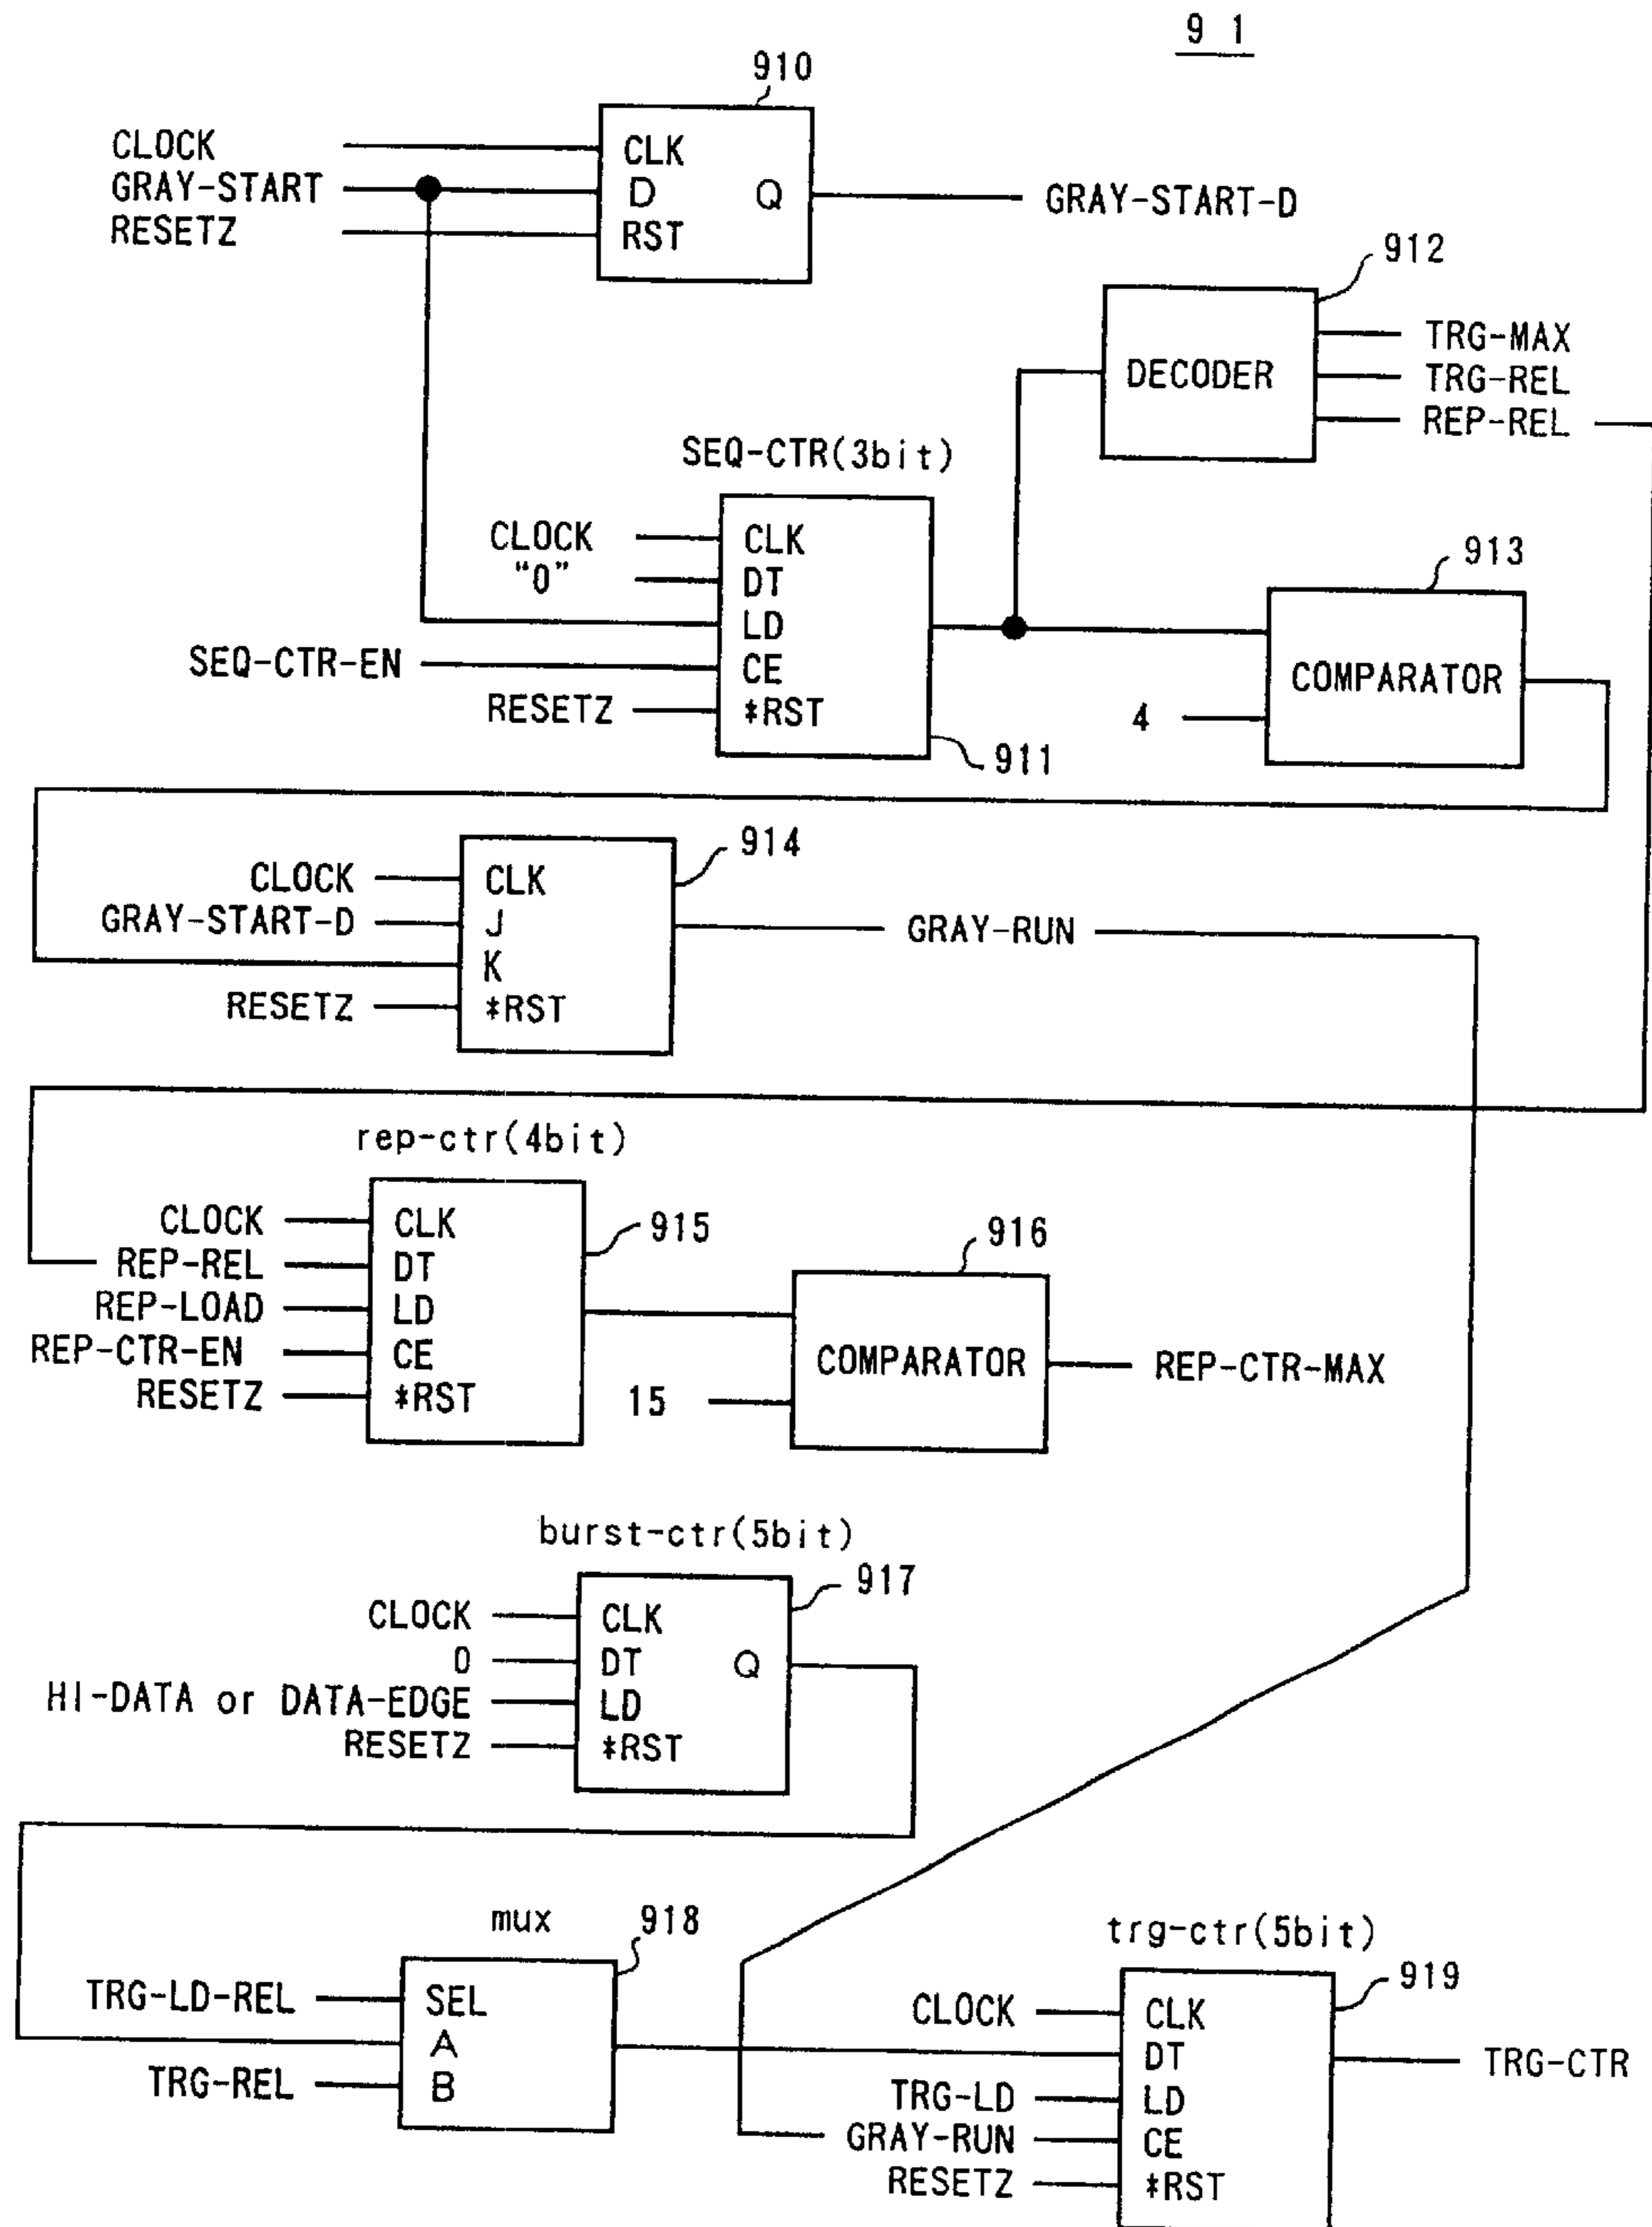 9 1
910
CLOCK
GRAY-START
RESETZ
CLK
D
RST
Q
GRAY-START-D
912
DECODER
TRG-MAX
TRG-REL
REP-REL
SEQ-CTR(3bit)
CLOCK
"0"
SEQ-CTR-EN
RESETZ
CLK
DT
LD
CE
*RST
911
913
COMPARATOR
4
914
CLOCK
GRAY-START-D
RESETZ
CLK
J
K
*RST
GRAY-RUN
rep-ctr(4bit)
915
CLOCK
REP-REL
REP-LOAD
REP-CTR-EN
RESETZ
CLK
DT
LD
CE
*RST
916
COMPARATOR
15
REP-CTR-MAX
burst-ctr(5bit)
917
CLOCK
0
HI-DATA or DATA-EDGE
RESETZ
CLK
DT
LD
*RST
Q
mux
918
TRG-LD-REL
TRG-REL
SEL
A
B
trg-ctr(5bit)
919
CLOCK
TRG-LD
GRAY-RUN
RESETZ
CLK
DT
LD
CE
*RST
TRG-CTR